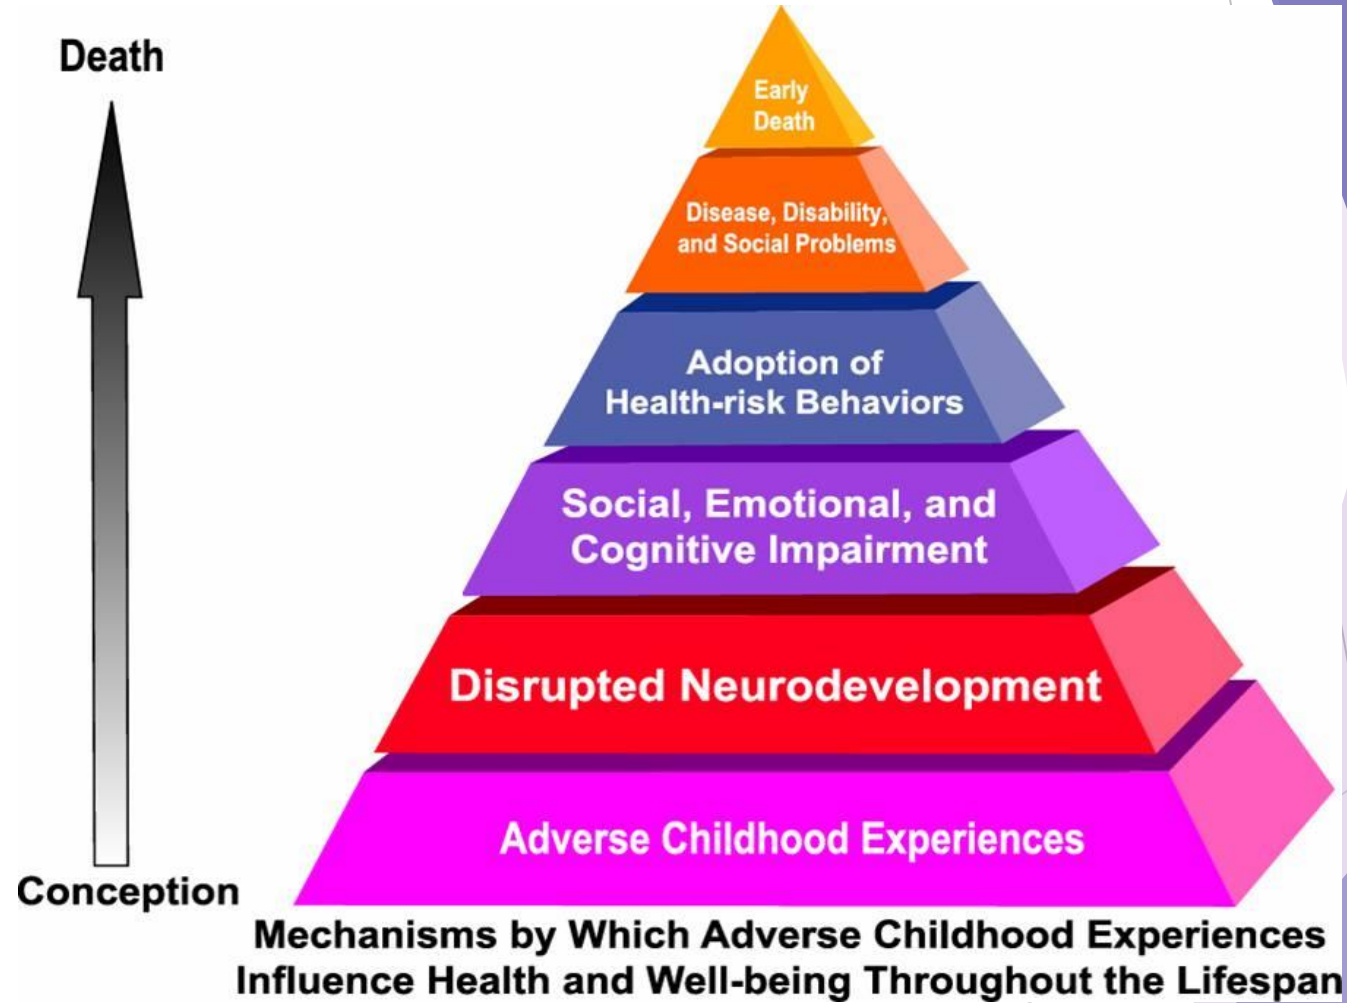 Death
Early
Death
Disease, Disability,
and Social Problems
Adoption of
Health-risk Behaviors
Social, Emotional, and
Cognitive Impairment
Disrupted Neurodevelopment
Adverse Childhood Experiences
Conception
Mechanisms by Which Adverse Childhood Experiences
Influence Health and Well-being Throughout the Lifespan